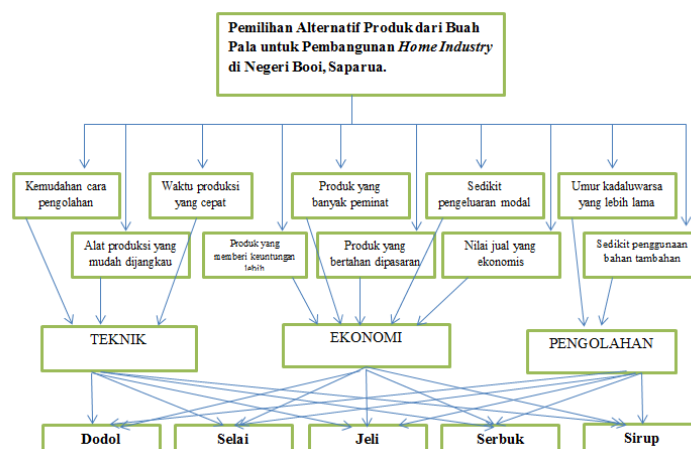 Pemilihan Alternatif Produk dari Buah
Pala untuk Pembangunan Home Industry
di Negeri Booi, Saparua.
Kemudahan cara
pengolahan
Waktu produksi
yang cepat
Produk yang
banyak peminat
Sedikit
pengeluaran modal
Umur kadaluwarsa
yang lebih lama
Alat produksi yang
mudah dijangkau
Produk yang
memberi keuntungan
lebih
Produk yang
bertahan dipasaran
Nilai jual yang
ekonomis
Sedikit penggunaan
bahan tambahan
TEKNIK
EKONOMI
PENGOLAHAN
Dodol
Selai
Jeli
Serbuk
Sirup